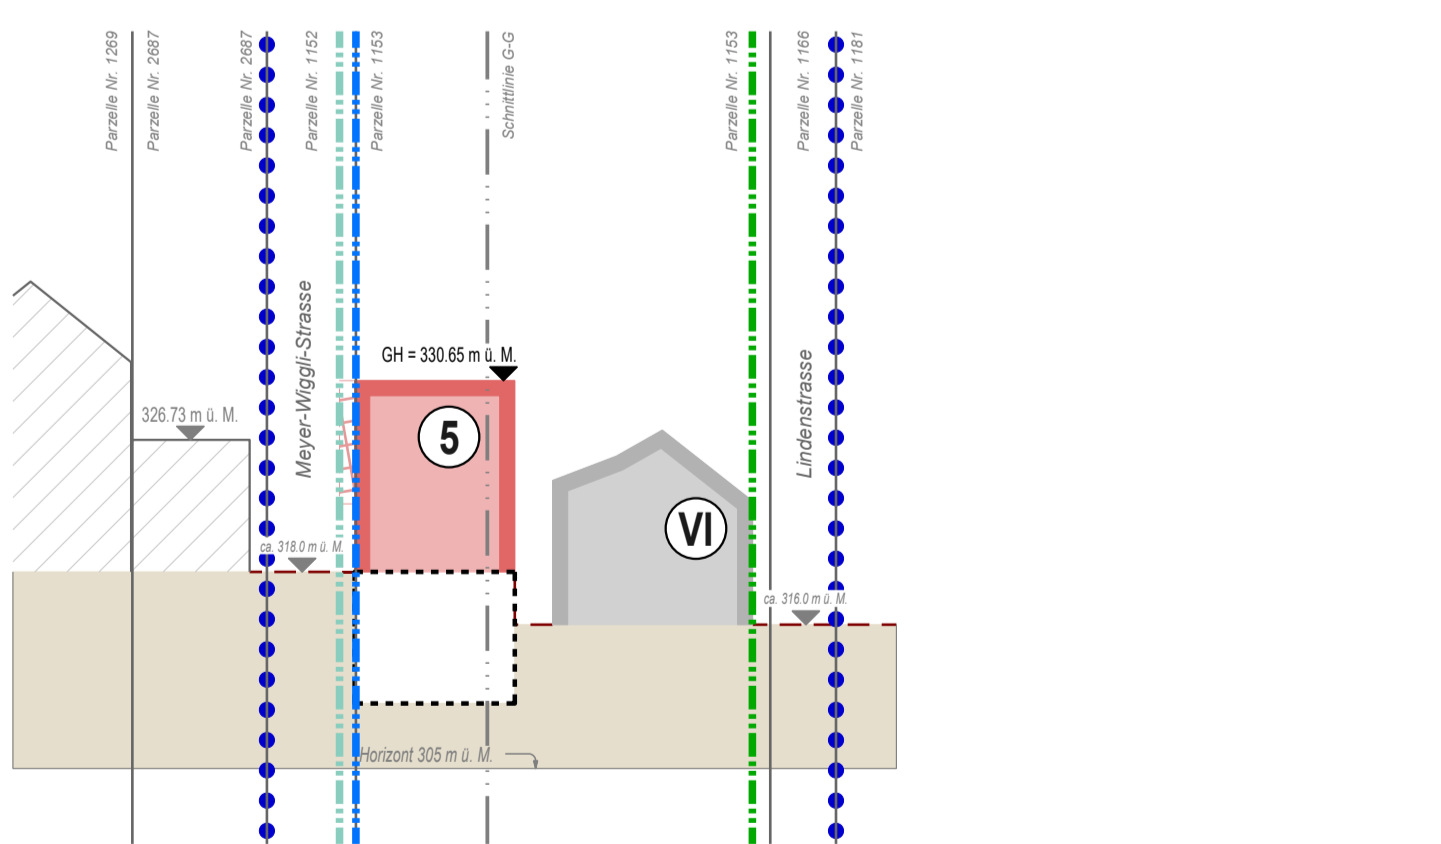 Parzelle Nr. 1269
Parzelle Nr. 2687
Parzelle Nr. 2687
Parzelle Nr. 1152
Parzelle Nr. 1153
Schnittlinie G-G
Parzelle Nr. 1153
Parzelle Nr. 1166
Parzelle Nr. 1181
Meyer-Wiggli-Strasse
GH = 330.65 m ü. M.
Lindenstrasse
326.73 m ü. M.
5
VI
ca. 318.0 m ü. M.
ca. 316.0 m ü. M.
Horizont 305 m ü. M.